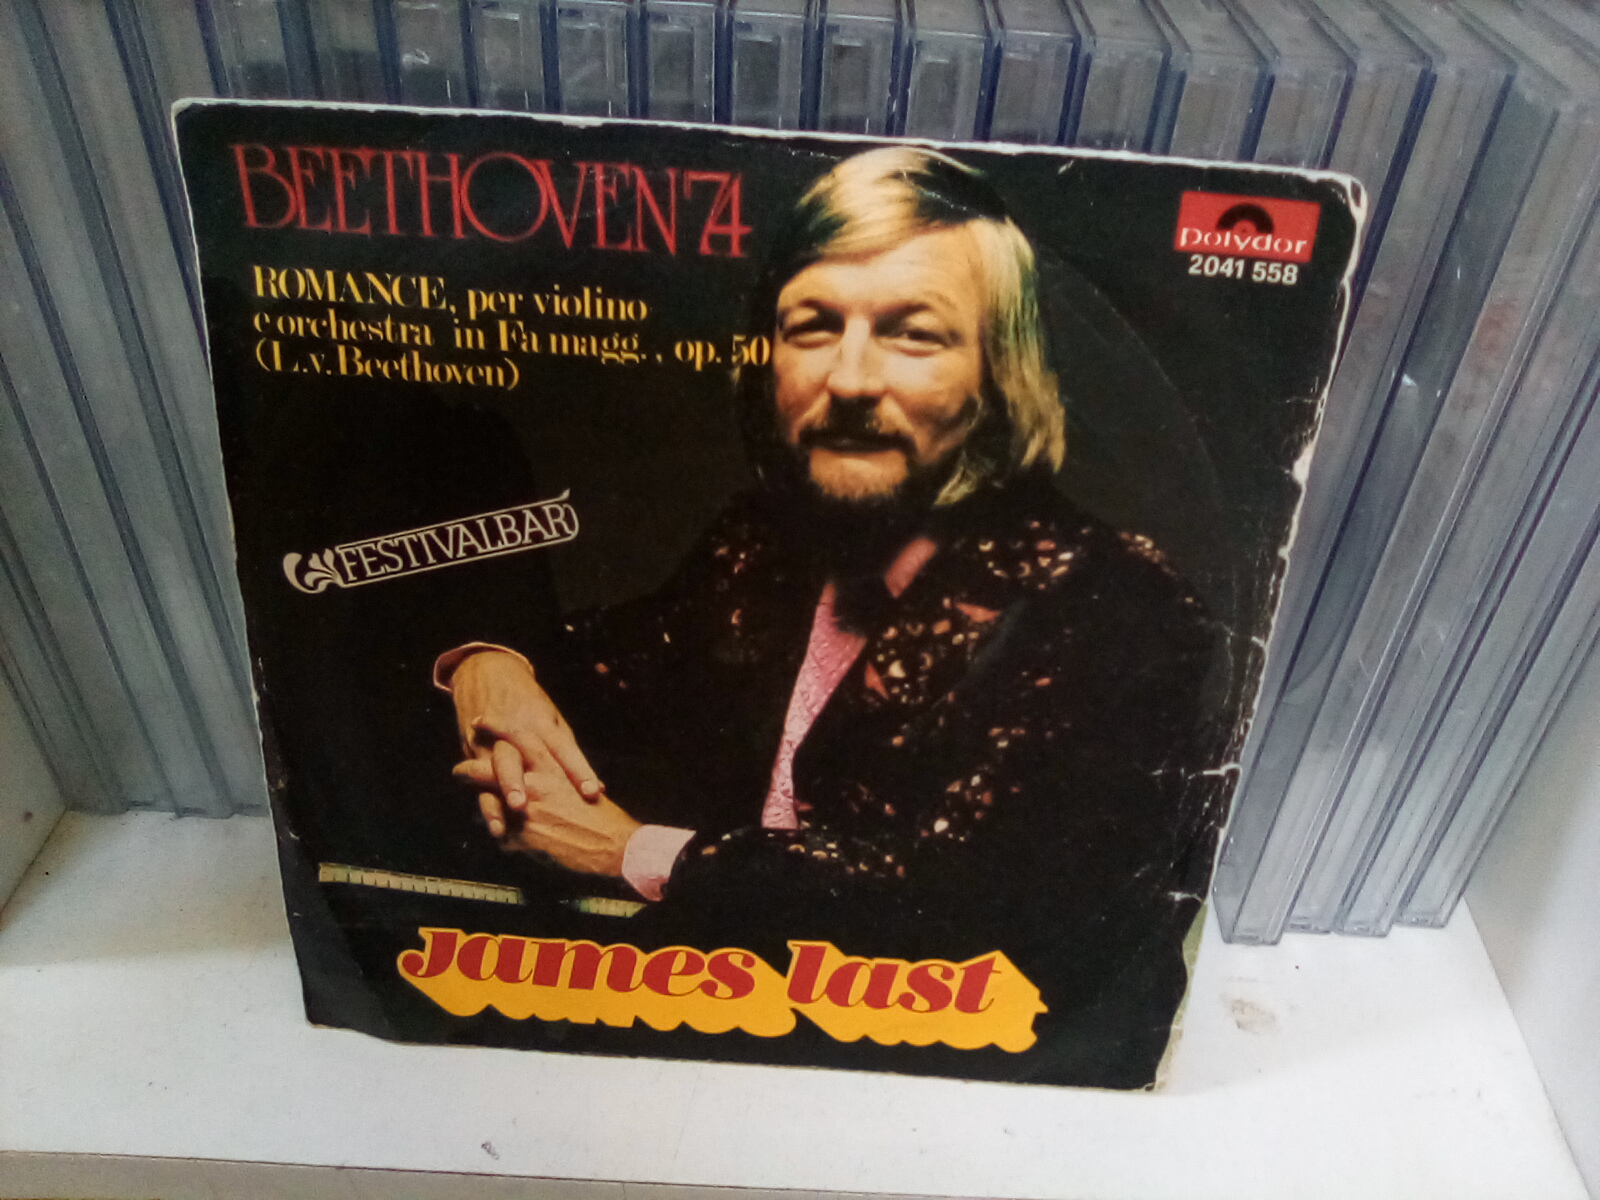 BEETHOVEN 74
polydor
2041 558
ROMANCE, per violino
e orchestra in Fa magg., op. 50
(L.v.Beethoven)
FESTIVALBAR
james last